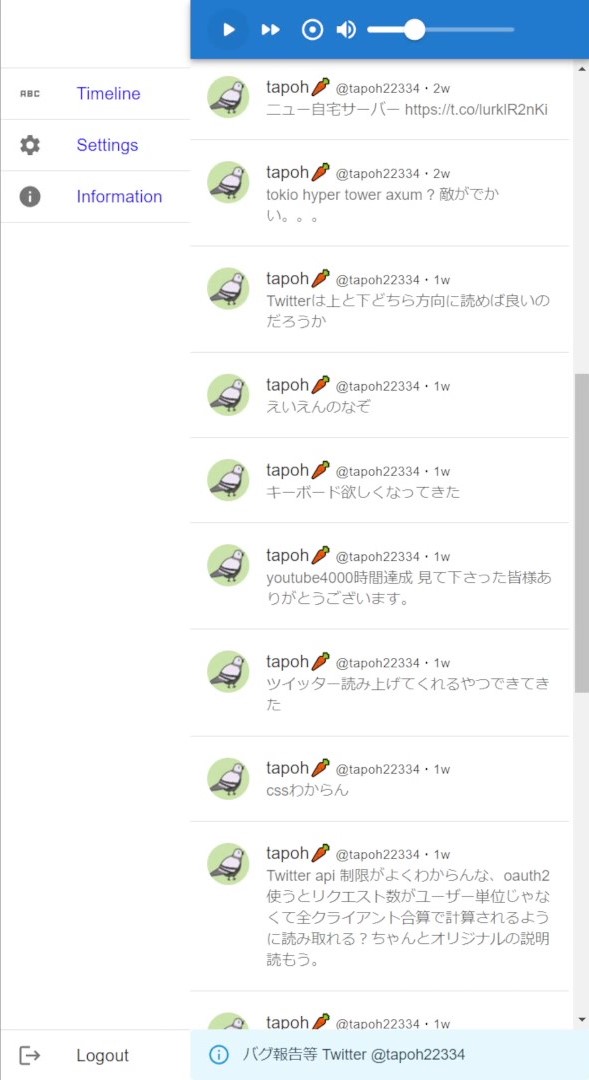 ABC Timeline
Settings
Information
tapoh🥕 @tapoh22334・2w
ニュー自宅サーバー https://t.co/lurklR2nKi
tapoh🥕 @tapoh22334・2w
tokio hyper tower axum ? 敵がでか
い。。。
tapoh🥕 @tapoh22334・1w
Twitterは上と下どちら方向に読めば良いの
だろうか
tapoh🥕 @tapoh22334・1w
えいえんのなぞ
tapoh🥕 @tapoh22334・1w
キーボード欲しくなってきた
tapoh🥕 @tapoh22334・1w
youtube4000時間達成 見て下さった皆様あ
りがとうございます。
tapoh🥕 @tapoh22334・1w
ツイッター読み上げてくれるやつできてき
た
tapoh🥕 @tapoh22334・1w
cssわからん
tapoh🥕 @tapoh22334・1w
Twitter api 制限がよくわからんな、oauth2
使うとリクエスト数がユーザー単位じゃな
くて全クライアント合算で計算されるよう
に読み取れる？ちゃんとオリジナルの説明
読もう。
tapoh🥕 @tapoh22334・1w
Logout
バグ報告等 Twitter @tapoh22334